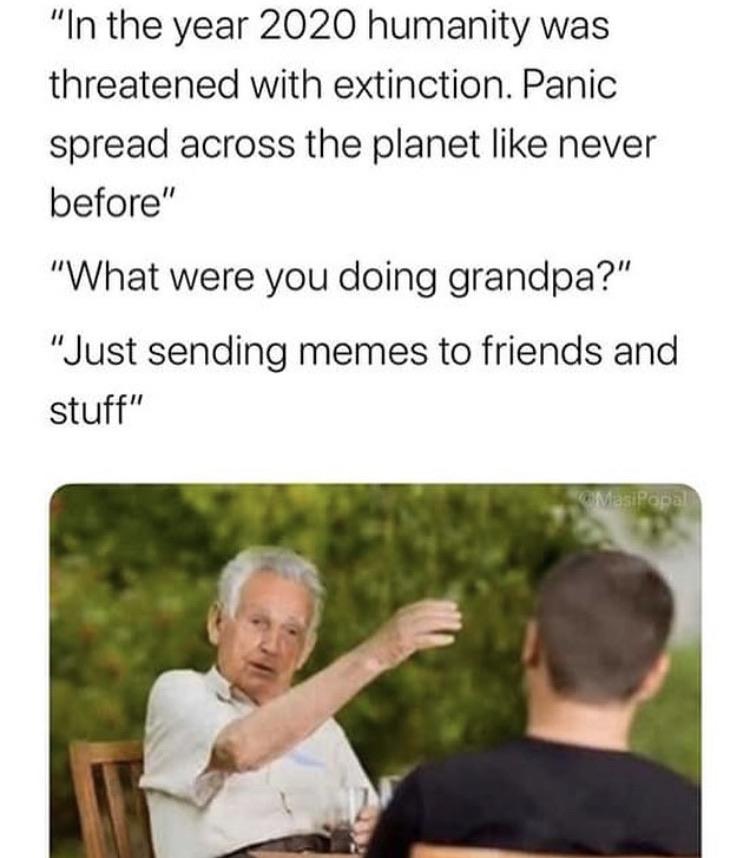 “In the year 2020 humanity was
threatened with extinction. Panic
spread across the planet like never
before”
“What were you doing grandpa?”
“Just sending memes to friends and
stuff”
@MasiPopal